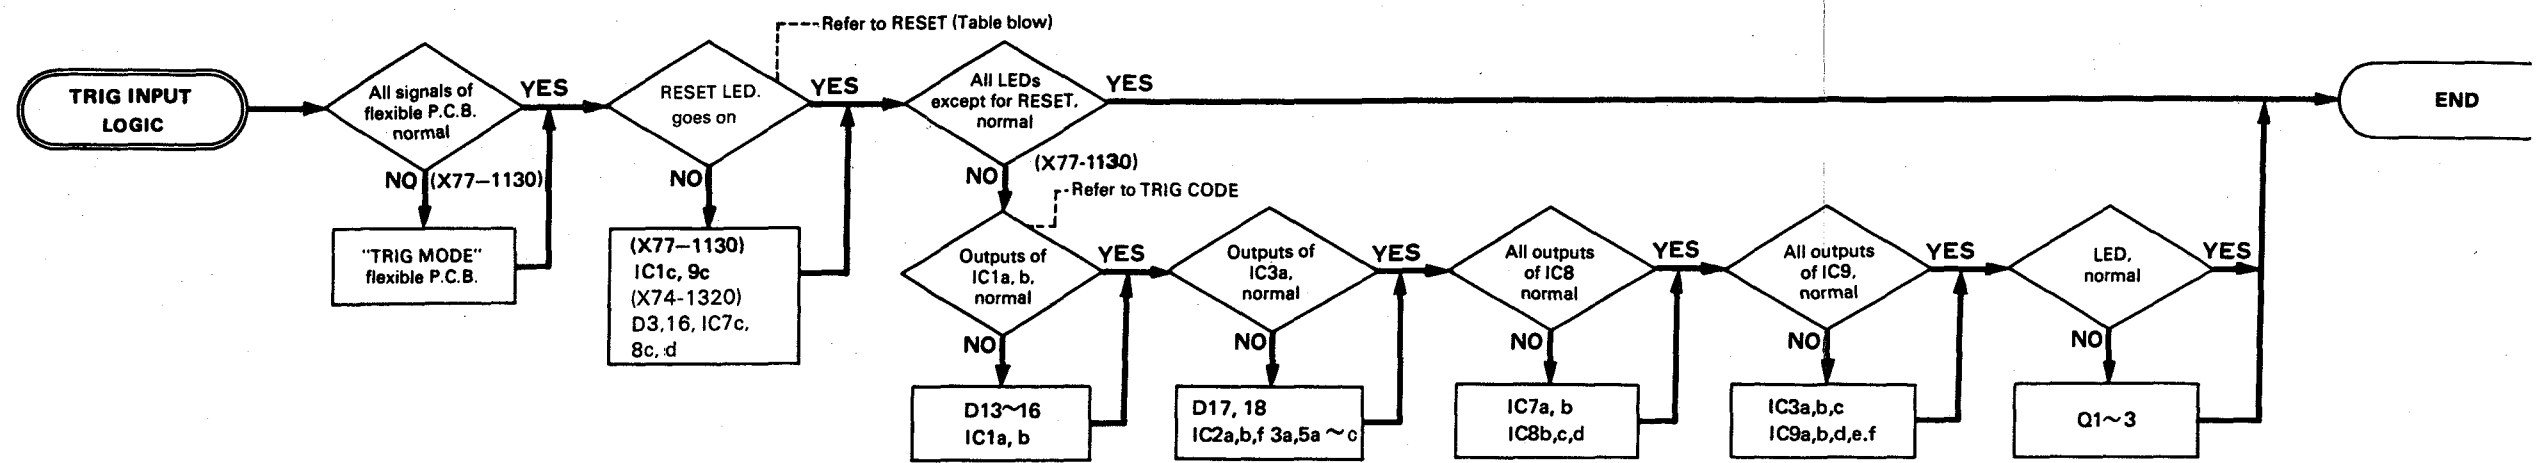 Refer to RESET (Table blow)
TRIG INPUT
LOGIC
All signals of
flexible P.C.B.
normal
YES
NO
(X77–1130)
"TRIG MODE"
flexible P.C.B.
RESET LED.
goes on
YES
NO
(X77–1130)
IC1c, 9c
(X74-1320)
D3,16, IC7c,
8c, d
All LEDs
except for RESET.
normal
YES
NO
(X77-1130)
Refer to TRIG CODE
Outputs of
IC1a, b,
normal
YES
NO
D13~16
IC1a, b
Outputs of
IC3a,
normal
YES
NO
D17, 18
IC2a,b,f 3a,5a ~ c
All outputs
of IC8
normal
YES
NO
IC7a, b
IC8b,c,d
All outputs
of IC9,
normal
YES
NO
IC3a,b,c
IC9a,b,d,e.f
LED,
normal
YES
NO
Q1~3
END